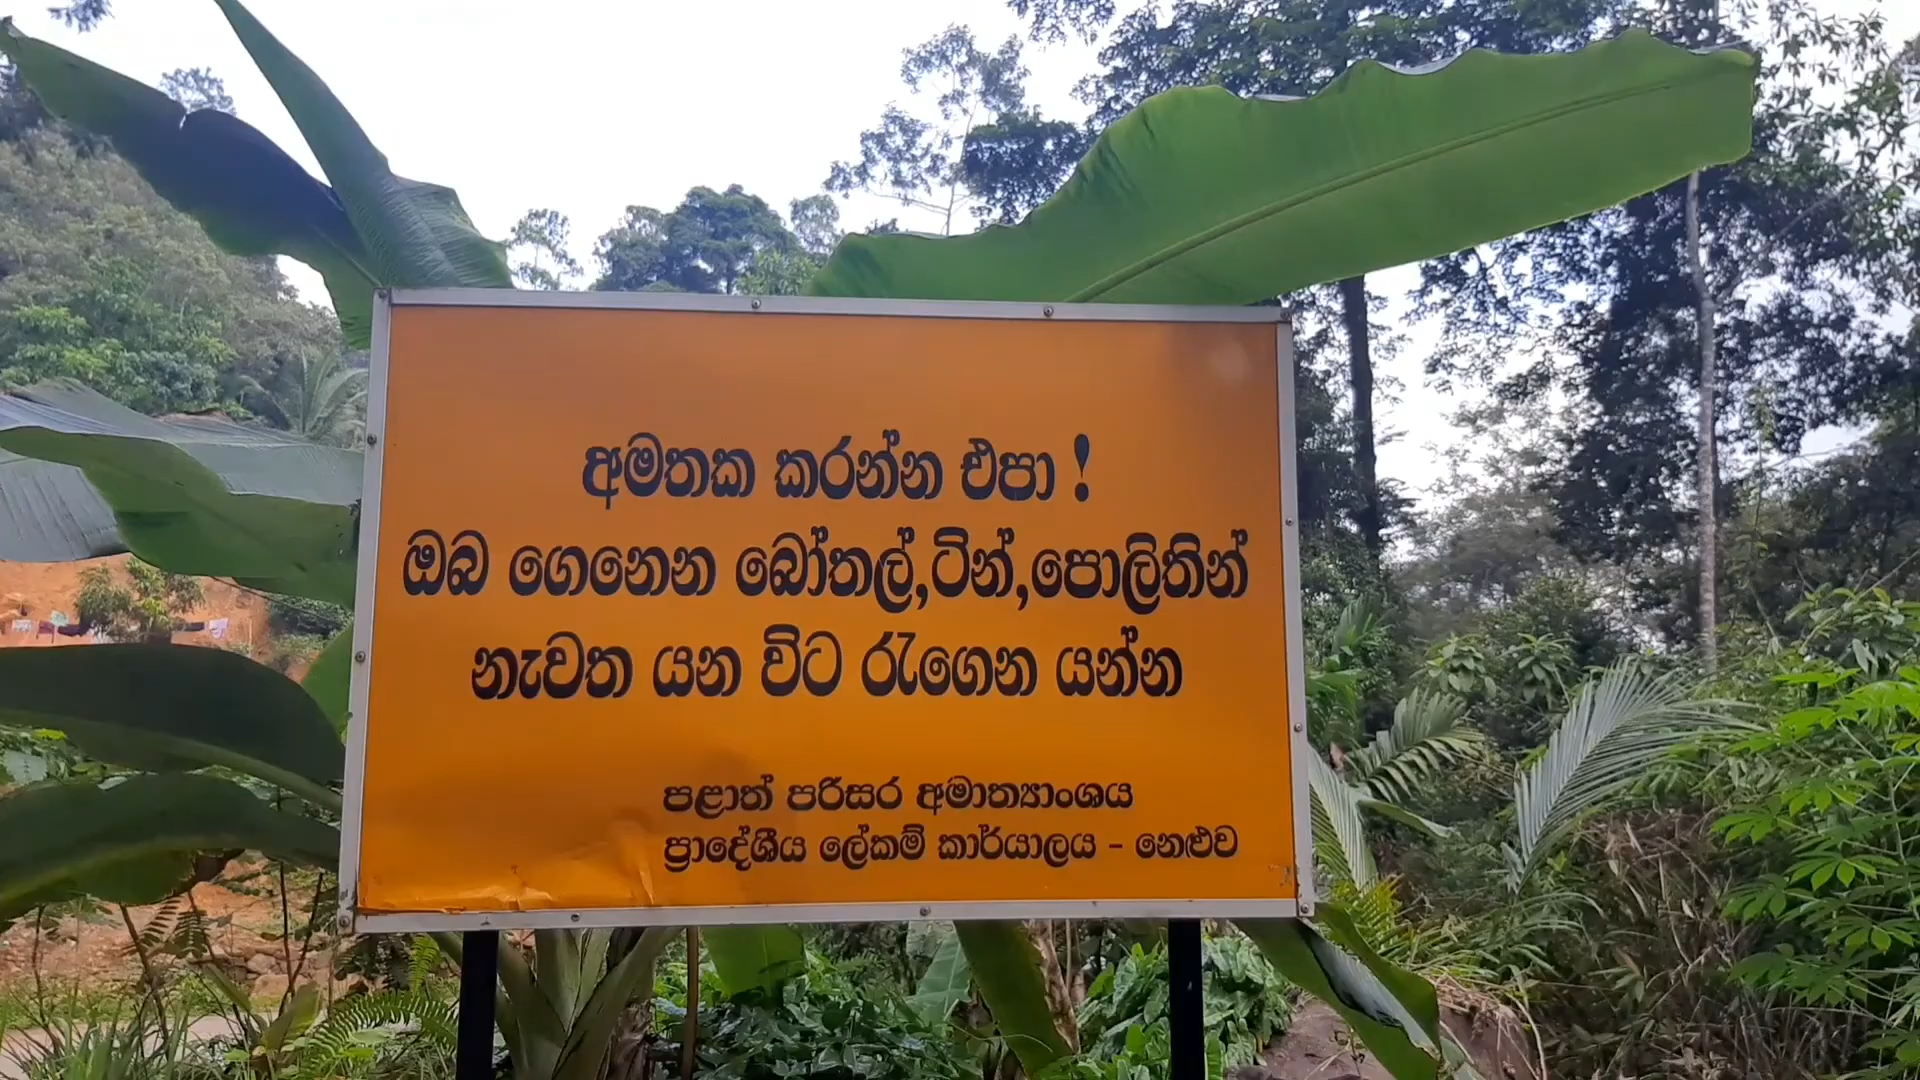 අමතක කරන්න එපා !
ඔබ ගෙනෙන බෝතල්,ටින්,පොලිතින්
නැවත යන විට රැගෙන යන්න
පළාත් පරිසර අමාත්‍යාංශය
ප්‍රාදේශීය ලේකම් කාර්යාලය - නෙළුව